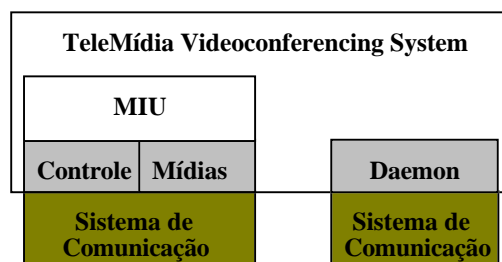 TeleMídia Videoconferencing System
MIU
Controle Mídias
Daemon
Sistema de
Comunicação
Sistema de
Comunicação